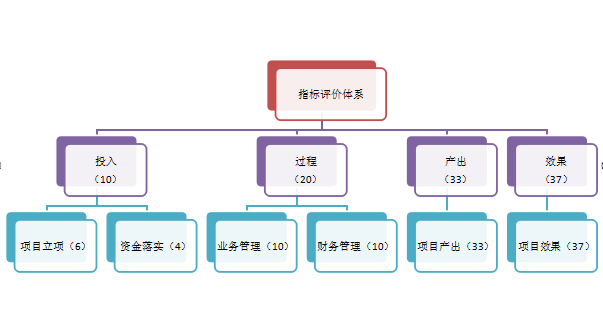 指标评价体系
投入
（10）
过程
（20）
产出
（33）
效果
（37）
项目立项（6）
资金落实（4）
业务管理（10）
财务管理（10）
项目产出（33）
项目效果（37）